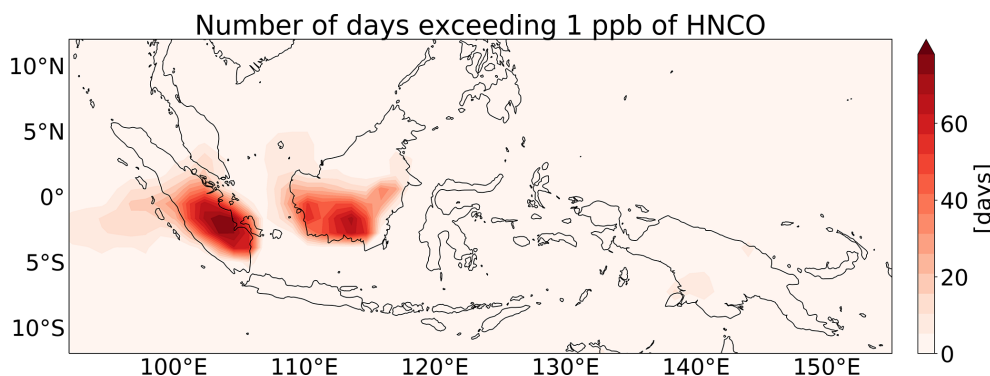 Number of days exceeding 1 ppb of HNCO
10°N
5°N
0°
5°S
10°S
100°E 110°E 120°E 130°E 140°E 150°E
60
40
20
0
[days]